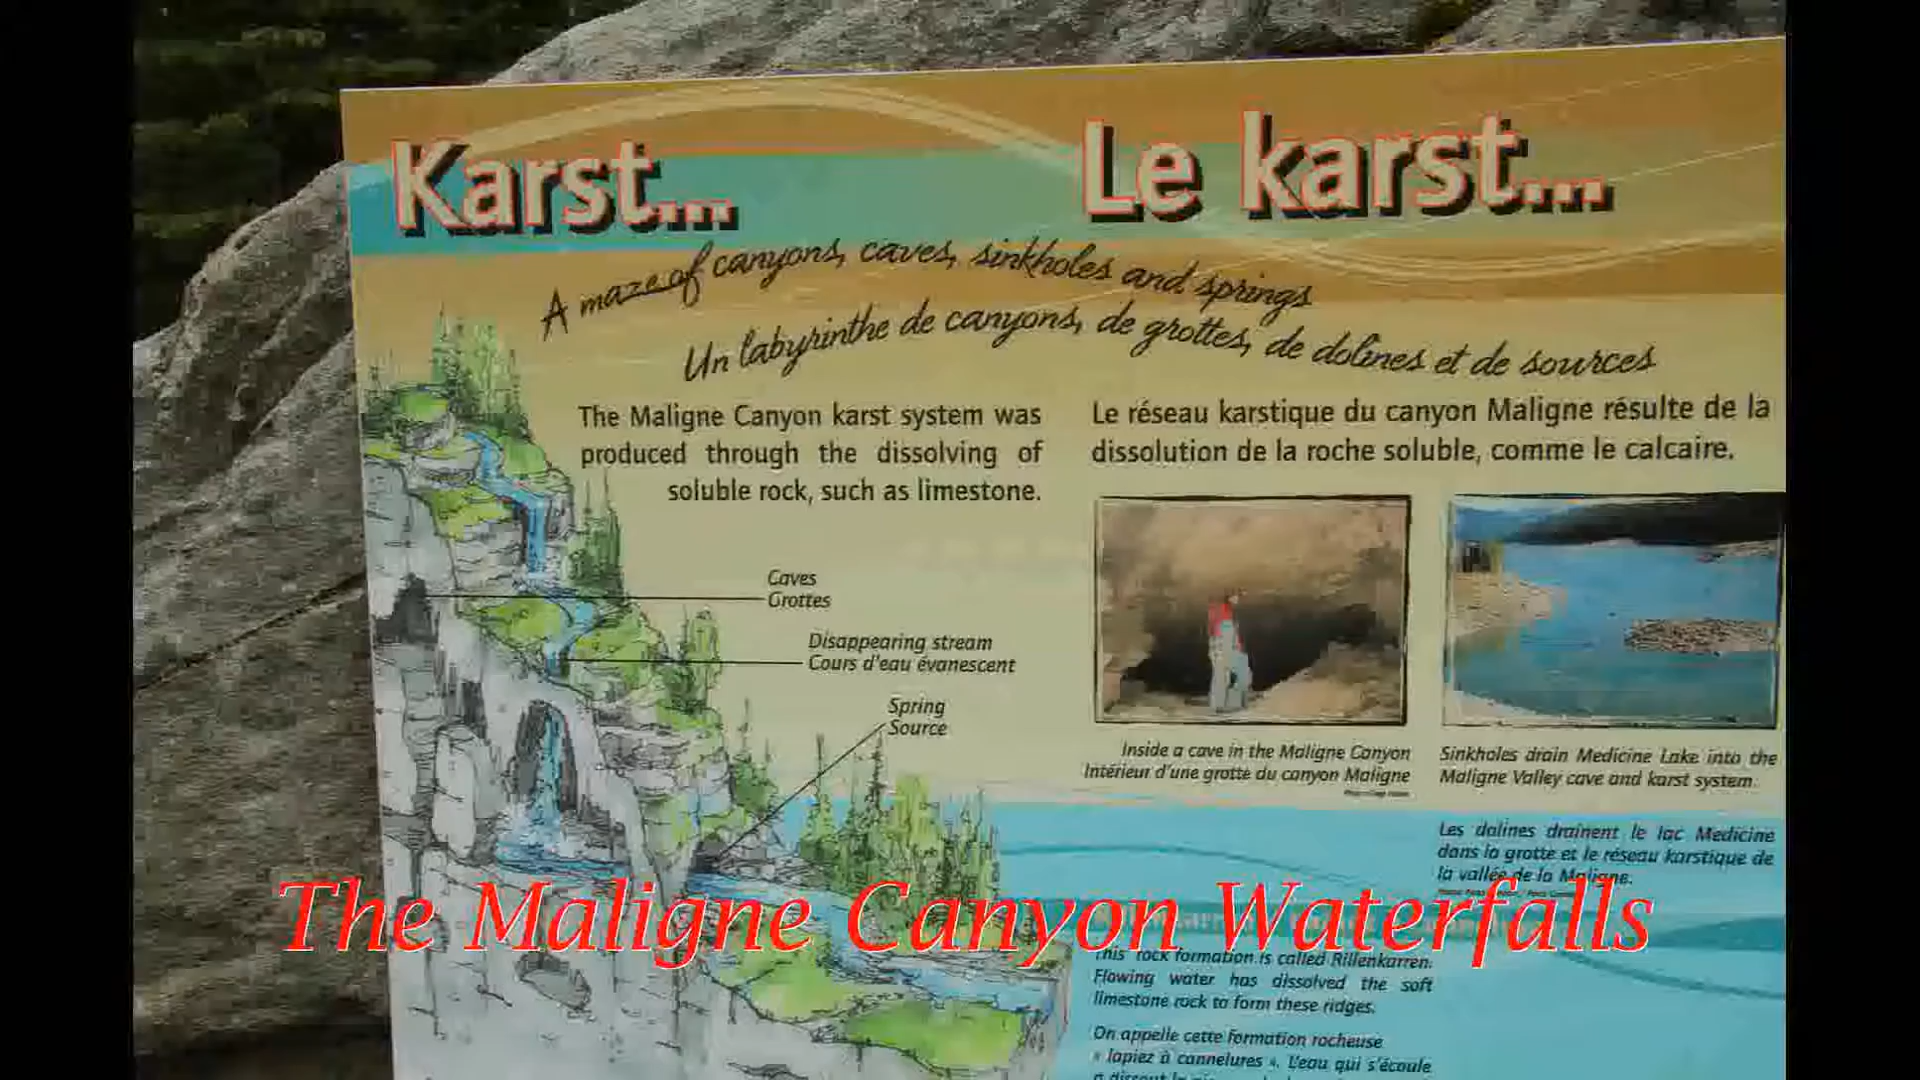 Karst...
Le karst...
A maze of canyons, caves, sinkholes and springs
Un labyrinthe de canyons, de grottes, de dolines et de sources
The Maligne Canyon karst system was
produced through the dissolving of
soluble rock, such as limestone.
Le réseau karstique du canyon Maligne résulte de la
dissolution de la roche soluble, comme le calcaire.
Caves
Grottes
Disappearing stream
Cours d'eau évanescent
Spring
Source
Inside a cave in the Maligne Canyon
Intérieur d'une grotte du canyon Maligne
Sinkholes drain Medicine Lake into the
Maligne Valley cave and karst system.
Les dolines drainent le lac Medicine
dans la grotte et le réseau karstique de
la vallée de la Maligne.
The Maligne Canyon Waterfalls
This rock formation is called Rillenkarren.
Flowing water has dissolved the soft
limestone rock to form these ridges.
On appelle cette formation rocheuse
« lapiez à cannelures ». L'eau qui s'écoule